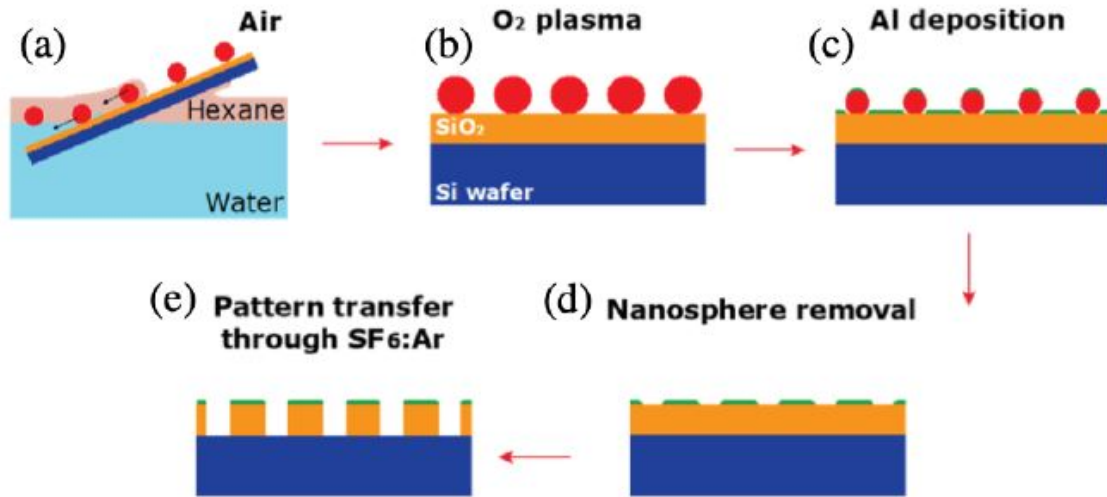 (a)
Air
Hexane
Water
(b)
O₂ plasma
SiO₂
Si wafer
(c)
Al deposition
(e)
Pattern transfer
through SF₆:Ar
(d)
Nanosphere removal